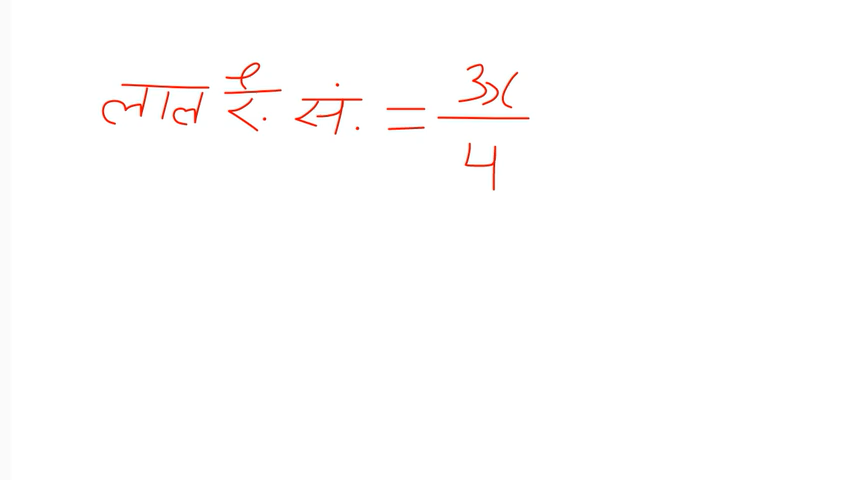 लाल रै. सं. = 3x/4